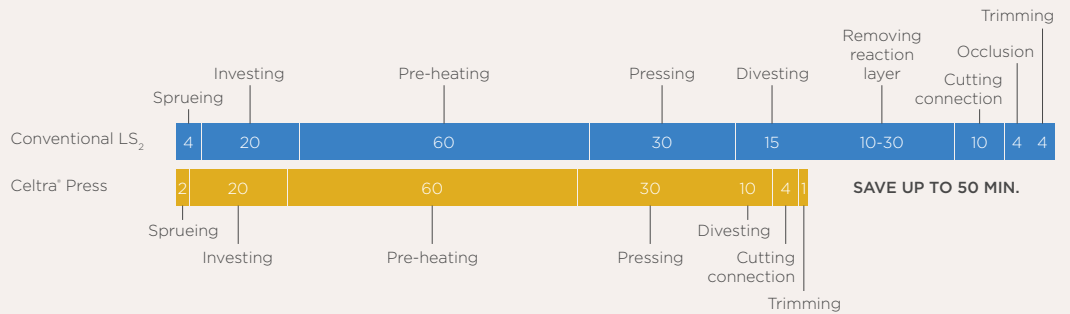 Trimming
Removing
reaction
layer
Occlusion
Investing
Pre-heating
Pressing
Divesting
Cutting
connection
Sprueing
Conventional LS₂
4 20 60 30 15 10-30 10 4 4
Celtra® Press
2 20 60 30 10 4 1
SAVE UP TO 50 MIN.
Sprueing
Divesting
Investing
Pre-heating
Pressing
Cutting
connection
Trimming